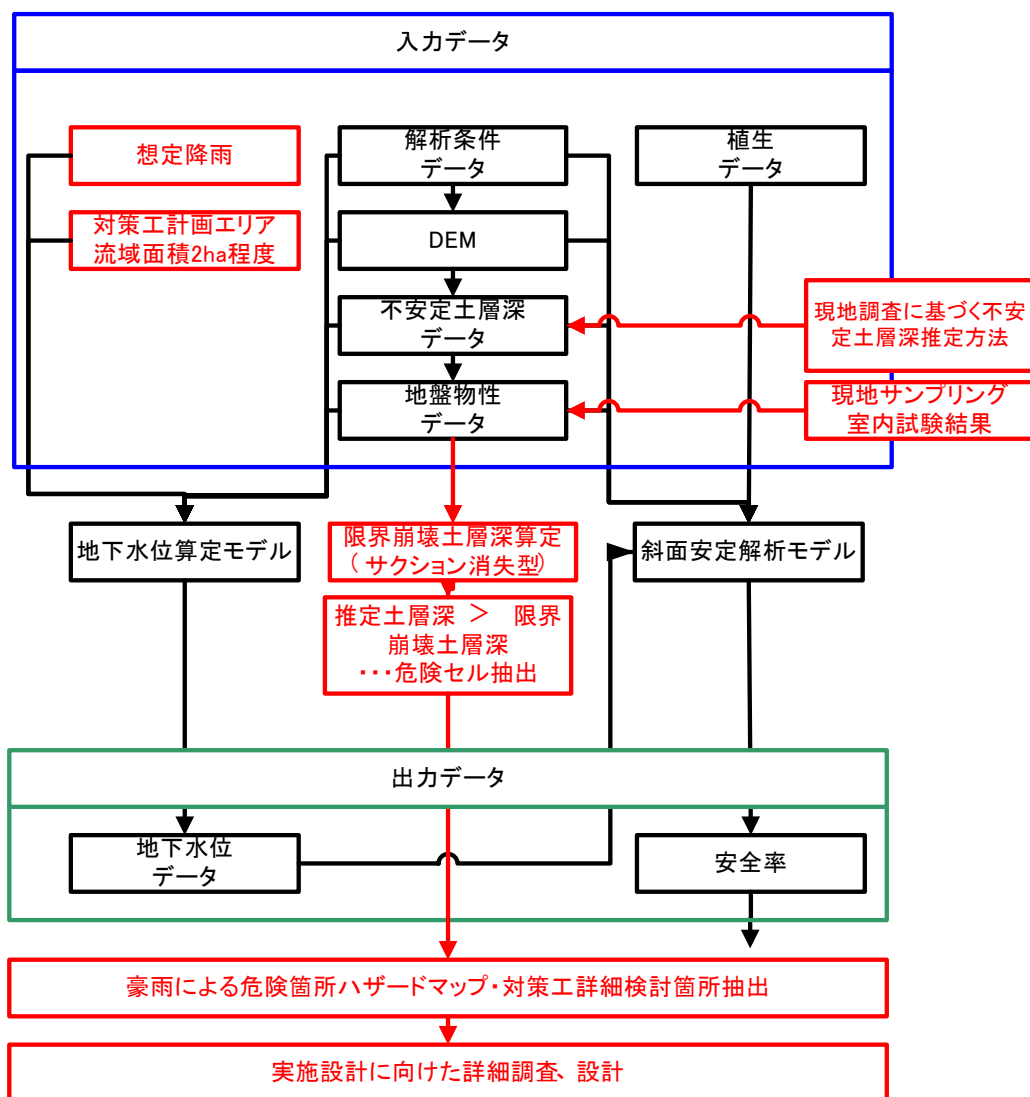 入力データ
想定降雨
解析条件
データ
植生
データ
対策工計画エリア
流域面積2ha程度
DEM
不安定土層深
データ
現地調査に基づく不安
定土層深推定方法
地盤物性
データ
現地サンプリング
室内試験結果
地下水位算定モデル
限界崩壊土層深算定
(サクション消失型)
斜面安定解析モデル
推定土層深 > 限界
崩壊土層深
・・・危険セル抽出
出力データ
地下水位
データ
安全率
豪雨による危険箇所ハザードマップ・対策工詳細検討箇所抽出
実施設計に向けた詳細調査、設計